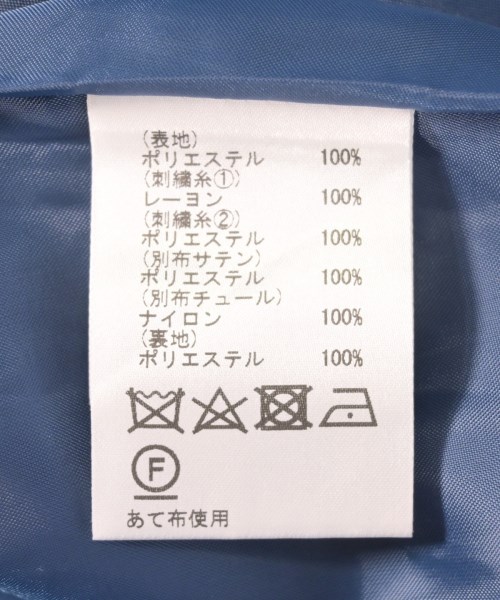 (表地)
ポリエステル 100%
(刺繍糸①)
レーヨン 100%
(刺繍糸②)
ポリエステル 100%
(別布サテン)
ポリエステル 100%
(別布チュール)
ナイロン 100%
(裏地)
ポリエステル 100%
F
あて布使用